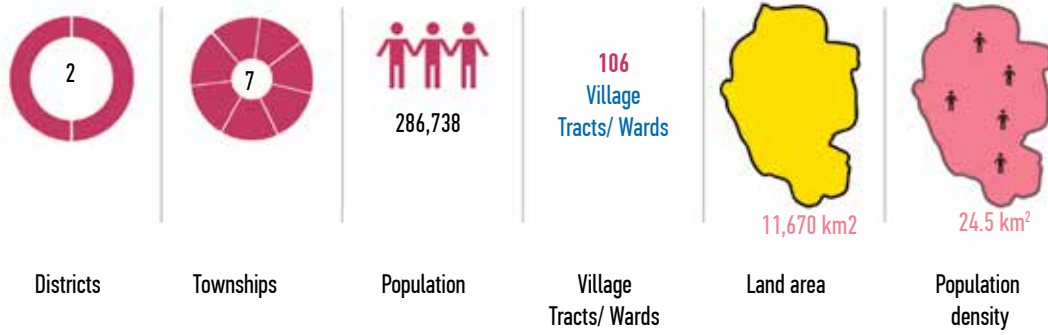 2
7
286,738
106
Village
Tracts/ Wards
11,670 km2
24.5 km²
Districts
Townships
Population
Village
Tracts/ Wards
Land area
Population
density